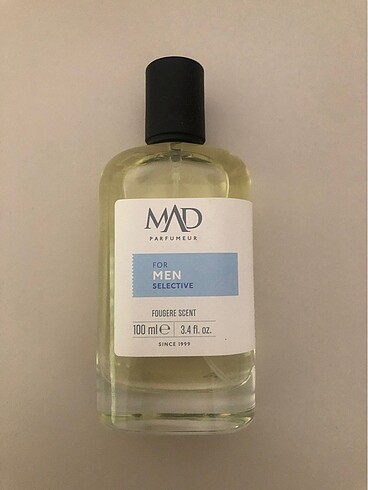 MAD
PARFUMEUR
FOR
MEN
SELECTIVE
FOUGERE SCENT
100 ml ℮ 3.4 fl. oz.
SINCE 1999